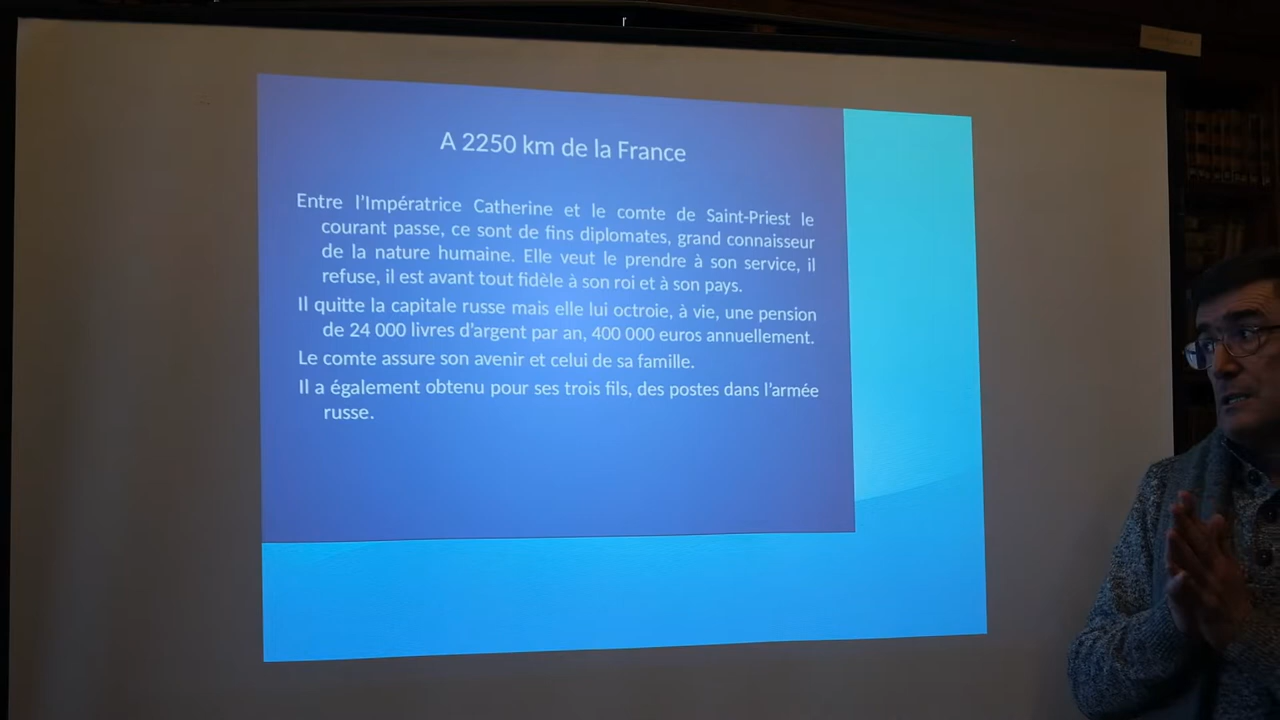 A 2250 km de la France
Entre l'Impératrice Catherine et le comte de Saint-Priest le
courant passe, ce sont de fins diplomates, grand connaisseur
de la nature humaine. Elle veut le prendre à son service, il
refuse, il est avant tout fidèle à son roi et à son pays.
Il quitte la capitale russe mais elle lui octroie, à vie, une pension
de 24 000 livres d'argent par an, 400 000 euros annuellement.
Le comte assure son avenir et celui de sa famille.
Il a également obtenu pour ses trois fils, des postes dans l'armée
russe.